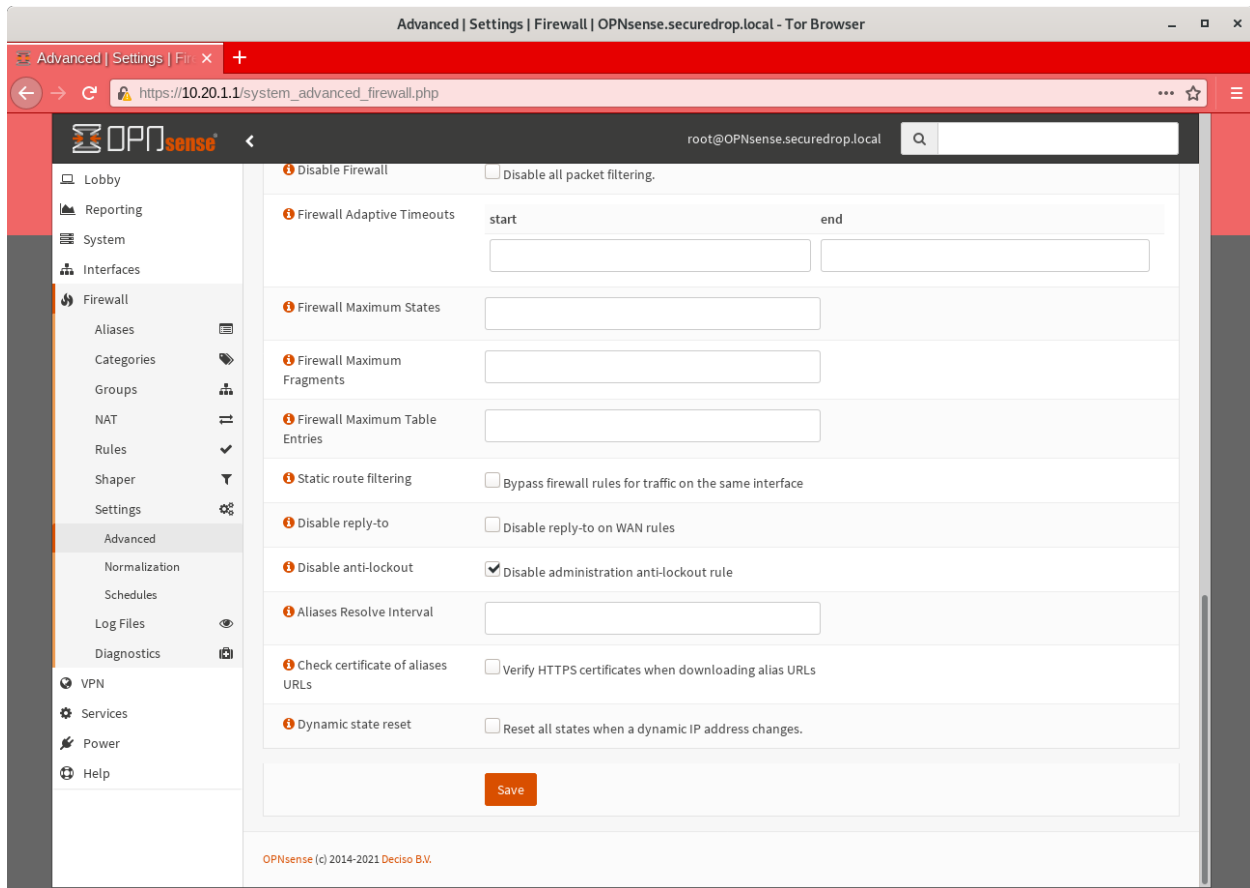 Advanced | Settings | Firewall | OPNsense.securedrop.local - Tor Browser
Advanced | Settings | Fire
https://10.20.1.1/system_advanced_firewall.php
OPNsense
root@OPNsense.securedrop.local
Lobby
Reporting
System
Interfaces
Firewall
Aliases
Categories
Groups
NAT
Rules
Shaper
Settings
Advanced
Normalization
Schedules
Log Files
Diagnostics
VPN
Services
Power
Help
Disable Firewall
Disable all packet filtering.
Firewall Adaptive Timeouts
start end
Firewall Maximum States
Firewall Maximum
Fragments
Firewall Maximum Table
Entries
Static route filtering
Bypass firewall rules for traffic on the same interface
Disable reply-to
Disable reply-to on WAN rules
Disable anti-lockout
Disable administration anti-lockout rule
Aliases Resolve Interval
Check certificate of aliases
URLs
Verify HTTPS certificates when downloading alias URLs
Dynamic state reset
Reset all states when a dynamic IP address changes.
Save
OPNsense (c) 2014-2021 Deciso B.V.